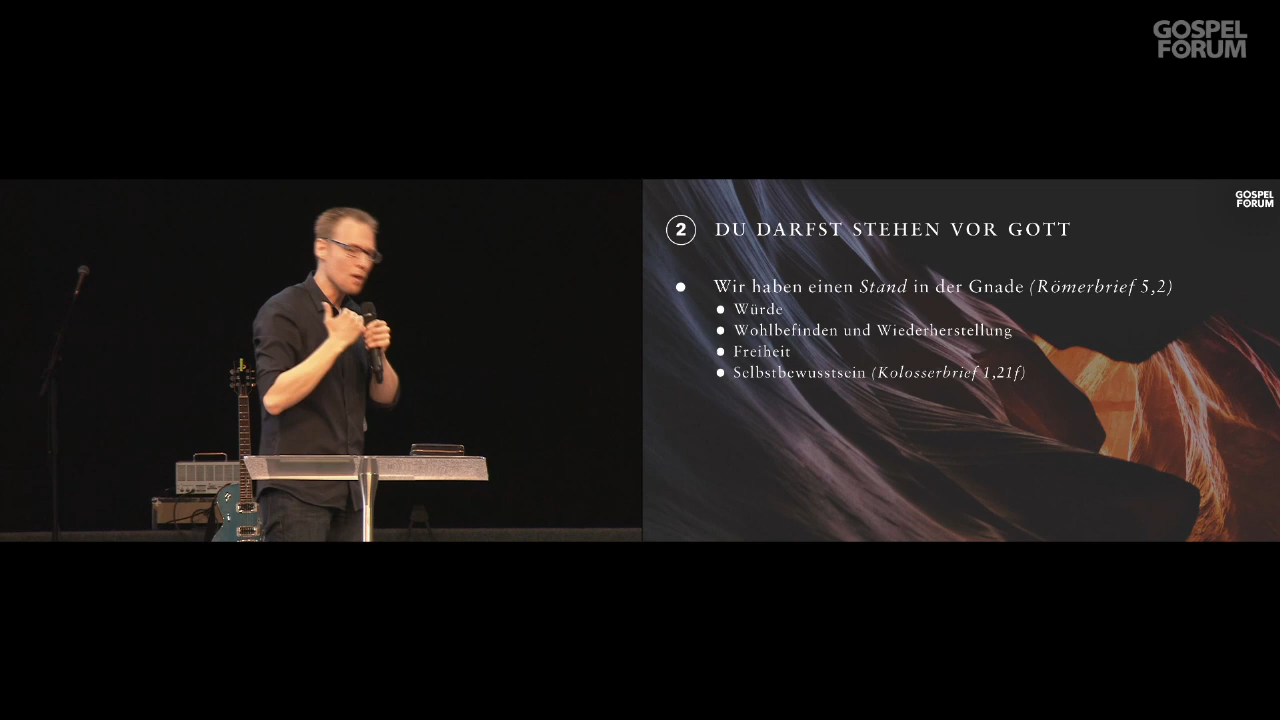 GOSPEL
FORUM
GOSPEL
FORUM
2 DU DARFST STEHEN VOR GOTT
● Wir haben einen Stand in der Gnade (Römerbrief 5,2)
● Würde
● Wohlbefinden und Wiederherstellung
● Freiheit
● Selbstbewusstsein (Kolosserbrief 1,21f)